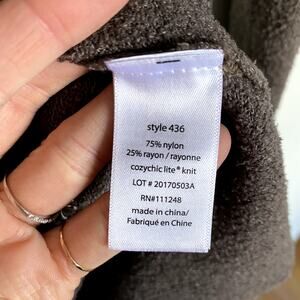 style 436
75% nylon
25% rayon / rayonne
cozychic lite® knit
LOT # 20170503A
RN#111248
made in china/
Fabriqué en Chine